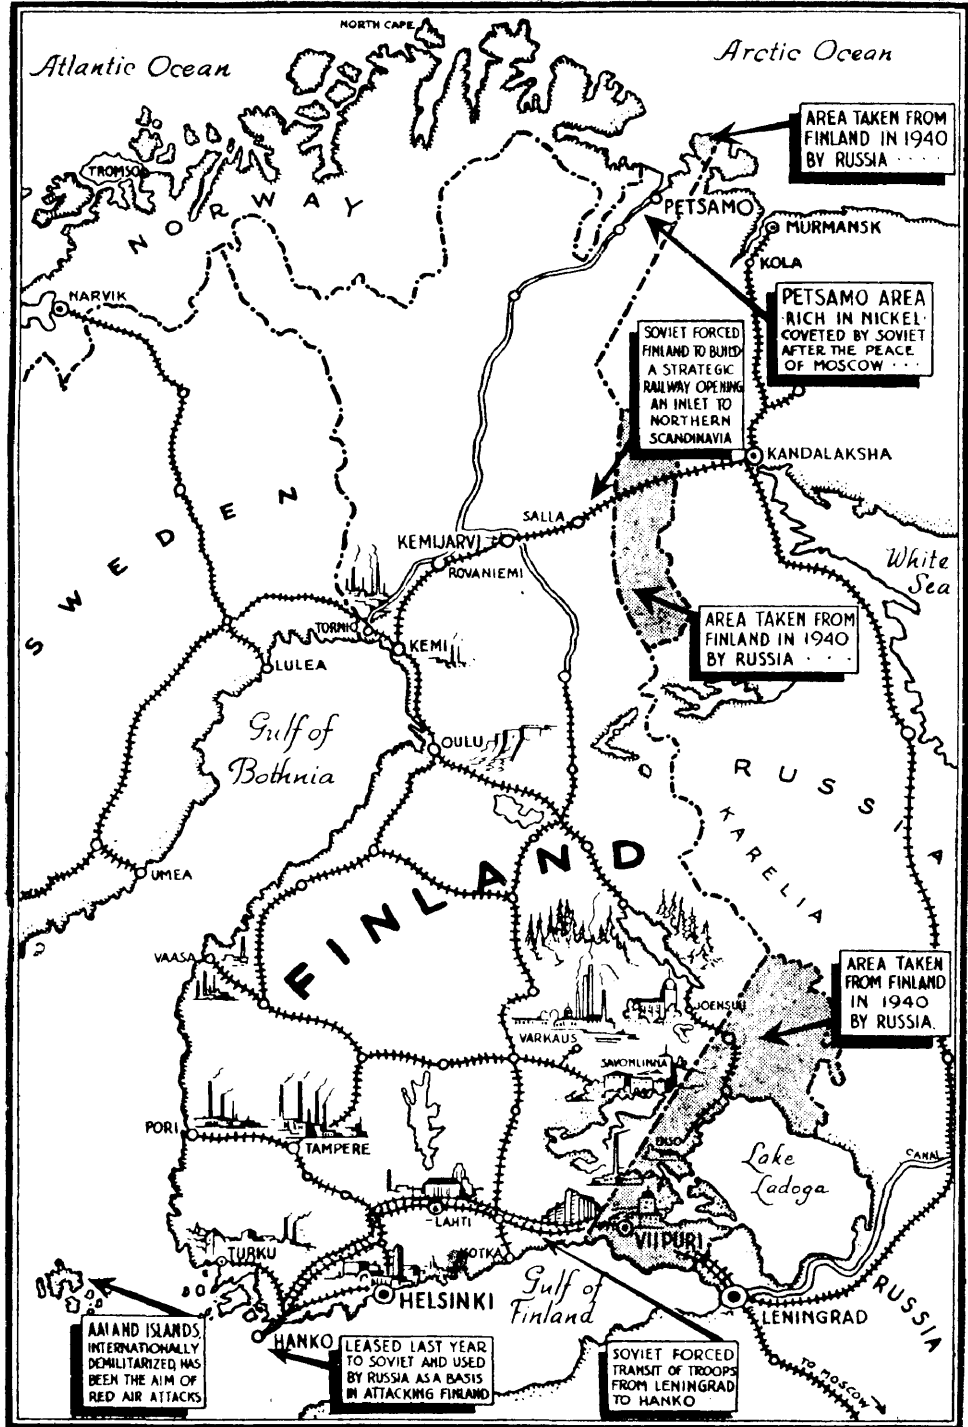 NORTH CAPE
Atlantic Ocean
Arctic Ocean
AREA TAKEN FROM
FINLAND IN 1940
BY RUSSIA ····
TROMSO
NORWAY
PETSAMO
MURMANSK
KOLA
NARVIK
PETSAMO AREA
RICH IN NICKEL
COVETED BY SOVIET
AFTER THE PEACE
OF MOSCOW ···
SOVIET FORCED
FINLAND TO BUILD
A STRATEGIC
RAILWAY OPENING
AN INLET TO
NORTHERN
SCANDINAVIA
KANDALAKSHA
SWEDEN
SALLA
KEMIJARVI
ROVANIEMI
White
Sea
TORNI
KEMI
AREA TAKEN FROM
FINLAND IN 1940
BY RUSSIA ····
LULEA
Gulf of
Bothnia
OULU
RUSSIA
KARELIA
UMEA
FINLAND
VAASA
AREA TAKEN
FROM FINLAND
IN 1940
BY RUSSIA.
JOENSUU
VARKAUS
SAVONLINNA
PORI
TAMPERE
ENSO
Lake
Ladoga
CANAL
LAHTI
VIIPURI
TURKU
KOTKA
HELSINKI
Gulf of
Finland
LENINGRAD
RUSSIA
HANKO
AALAND ISLANDS,
INTERNATIONALLY
DEMILITARIZED, HAS
BEEN THE AIM OF
RED AIR ATTACKS
LEASED LAST YEAR
TO SOVIET AND USED
BY RUSSIA AS A BASIS
IN ATTACKING FINLAND
SOVIET FORCED
TRANSIT OF TROOPS
FROM LENINGRAD
TO HANKO ···
TO MOSCOW